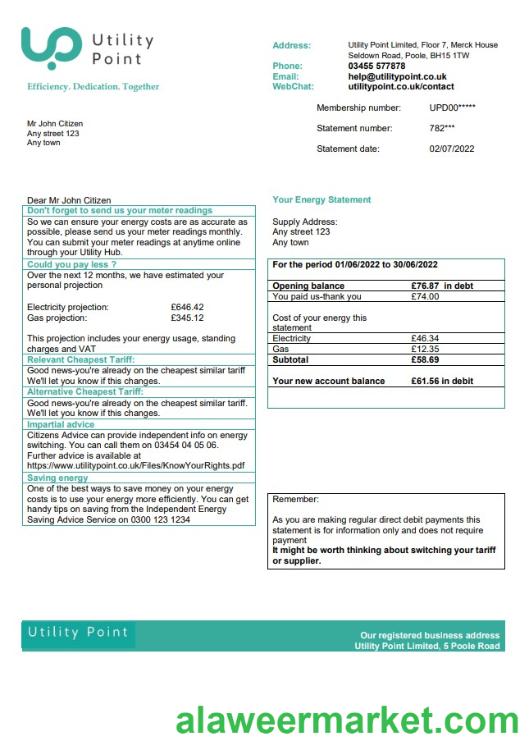 Utility
Point
Efficiency. Dedication. Together
Address: Utility Point Limited, Floor 7, Merck House
Seldown Road, Poole, BH15 1TW
Phone: 03455 577878
Email: help@utilitypoint.co.uk
WebChat: utilitypoint.co.uk/contact
Membership number: UPD00*****
Statement number: 782***
Statement date: 02/07/2022
Mr John Citizen
Any street 123
Any town
Dear Mr John Citizen
Don't forget to send us your meter readings
So we can ensure your energy costs are as accurate as
possible, please send us your meter readings monthly.
You can submit your meter readings at anytime online
through your Utility Hub.
Could you pay less ?
Over the next 12 months, we have estimated your
personal projection
Electricity projection: £646.42
Gas projection: £345.12
This projection includes your energy usage, standing
charges and VAT
Relevant Cheapest Tariff:
Good news-you're already on the cheapest similar tariff
We'll let you know if this changes.
Alternative Cheapest Tariff:
Good news-you're already on the cheapest similar tariff.
We'll let you know if this changes.
Impartial advice
Citizens Advice can provide independent info on energy
switching. You can call them on 03454 04 05 06.
Further advice is available at
https://www.utilitypoint.co.uk/Files/KnowYourRights.pdf
Saving energy
One of the best ways to save money on your energy
costs is to use your energy more efficiently. You can get
handy tips on saving from the Independent Energy
Saving Advice Service on 0300 123 1234
Your Energy Statement
Supply Address:
Any street 123
Any town
For the period 01/06/2022 to 30/06/2022
Opening balance £76.87 in debt
You paid us-thank you £74.00
Cost of your energy this
statement
Electricity £46.34
Gas £12.35
Subtotal £58.69
Your new account balance £61.56 in debit
Remember:
As you are making regular direct debit payments this
statement is for information only and does not require
payment
It might be worth thinking about switching your tariff
or supplier.
Utility Point
Our registered business address
Utility Point Limited, 5 Poole Road
alaweermarket.com